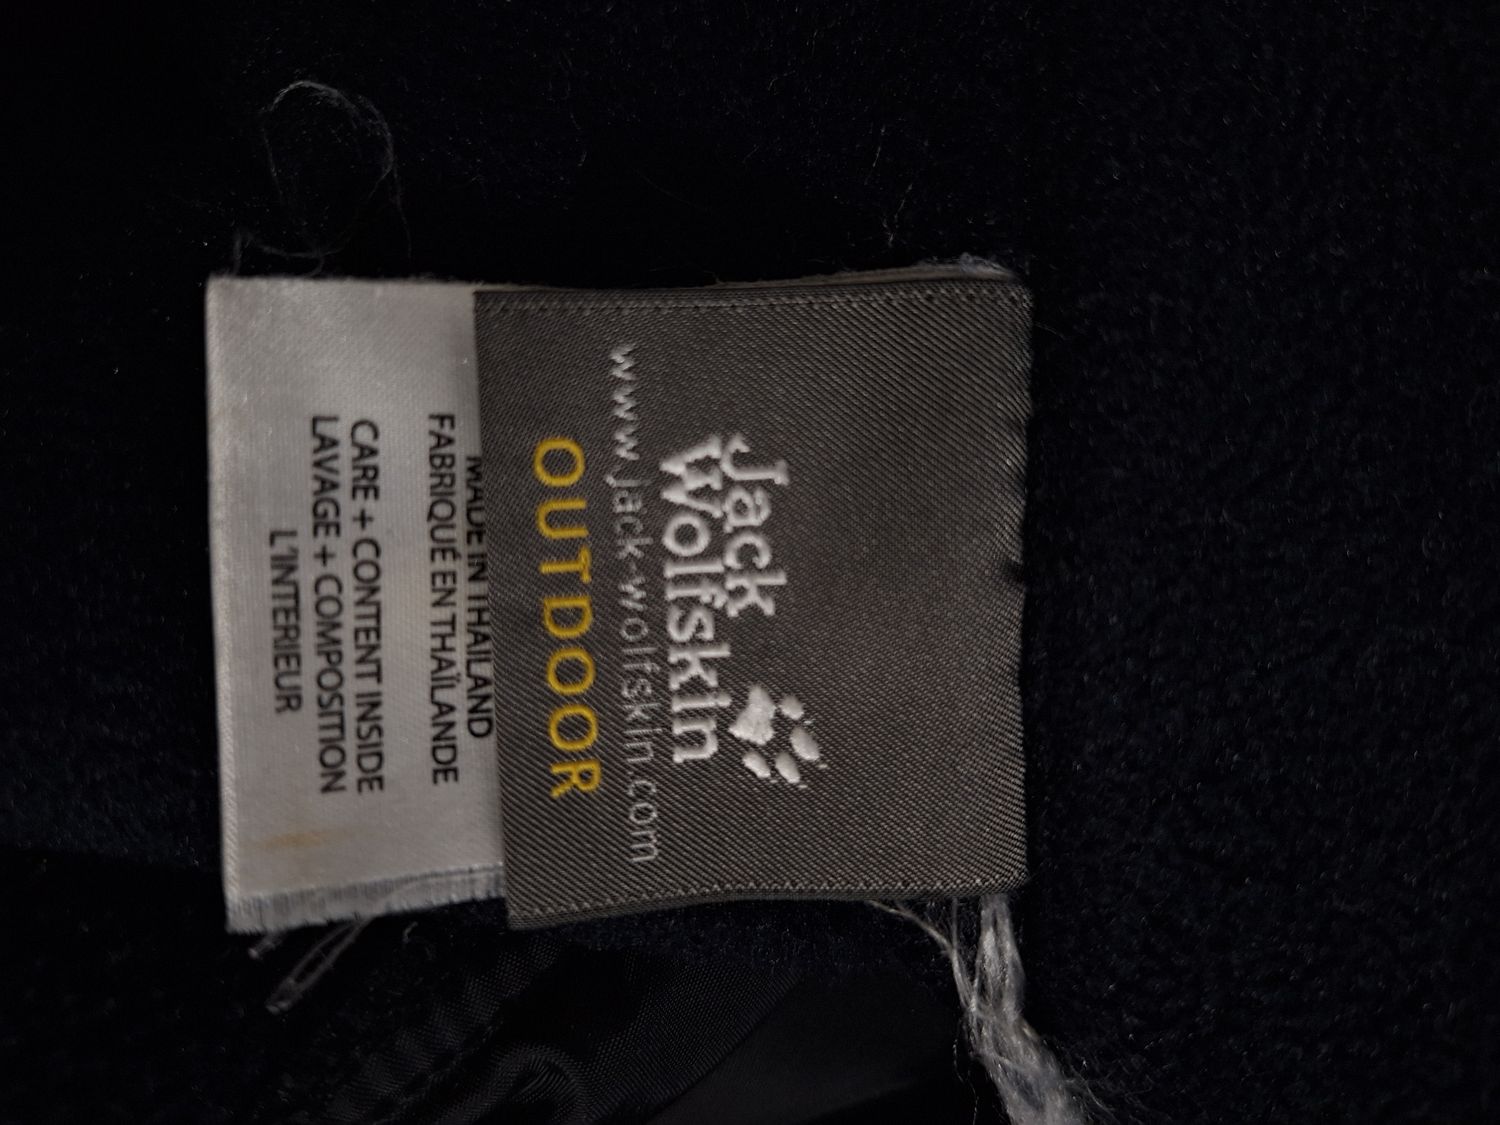 Jack
Wolfskin
www.jack-wolfskin.com
OUTDOOR
MADE IN THAILAND
FABRIQUÉ EN THAÏLANDE
CARE + CONTENT INSIDE
LAVAGE + COMPOSITION
L'INTERIEUR